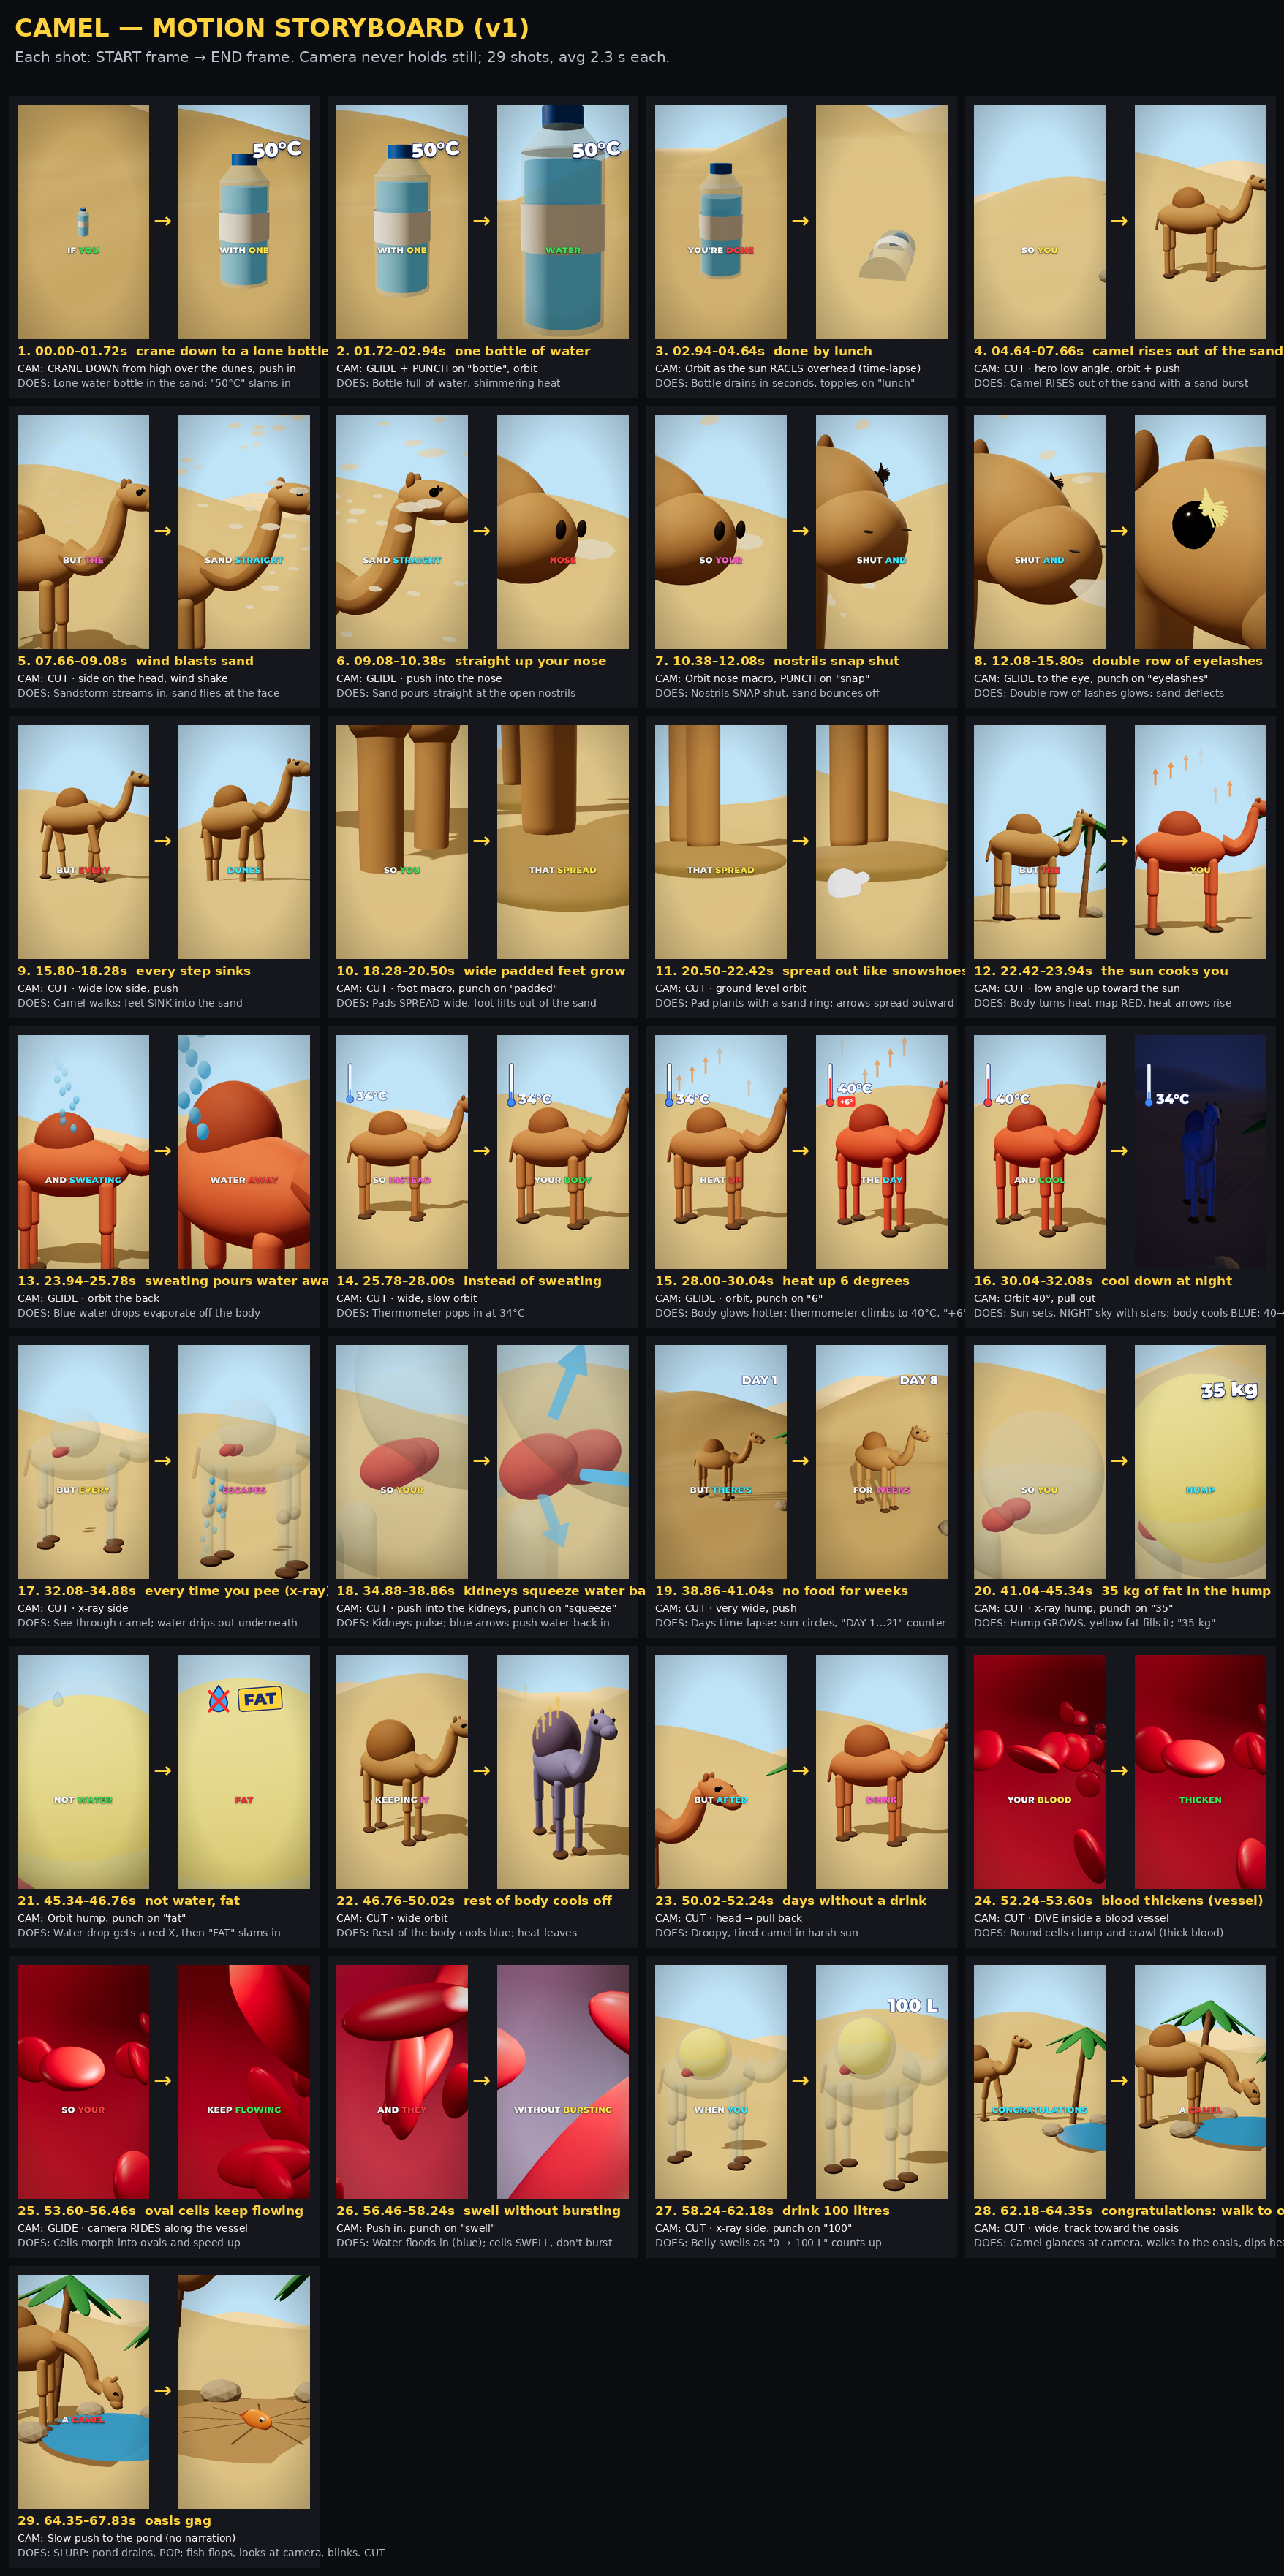 CAMEL — MOTION STORYBOARD (v1)
Each shot: START frame → END frame. Camera never holds still; 29 shots, avg 2.3 s each.
IF YOU
50°C
WITH ONE
→
1. 00.00–01.72s crane down to a lone bottle
CAM: CRANE DOWN from high over the dunes, push in
DOES: Lone water bottle in the sand; "50°C" slams in
50°C
WITH ONE
→
50°C
WATER
2. 01.72–02.94s one bottle of water
CAM: GLIDE + PUNCH on "bottle", orbit
DOES: Bottle full of water, shimmering heat
YOU'RE DONE
→
3. 02.94–04.64s done by lunch
CAM: Orbit as the sun RACES overhead (time-lapse)
DOES: Bottle drains in seconds, topples on "lunch"
SO YOU
→
4. 04.64–07.66s camel rises out of the sand
CAM: CUT · hero low angle, orbit + push
DOES: Camel RISES out of the sand with a sand burst
BUT THE
→
SAND STRAIGHT
5. 07.66–09.08s wind blasts sand
CAM: CUT · side on the head, wind shake
DOES: Sandstorm streams in, sand flies at the face
SAND STRAIGHT
→
NOSE
6. 09.08–10.38s straight up your nose
CAM: GLIDE · push into the nose
DOES: Sand pours straight at the open nostrils
SO YOUR
→
SHUT AND
7. 10.38–12.08s nostrils snap shut
CAM: Orbit nose macro, PUNCH on "snap"
DOES: Nostrils SNAP shut, sand bounces off
SHUT AND
→
8. 12.08–15.80s double row of eyelashes
CAM: GLIDE to the eye, punch on "eyelashes"
DOES: Double row of lashes glows; sand deflects
BUT EVERY
→
DUNES
9. 15.80–18.28s every step sinks
CAM: CUT · wide low side, push
DOES: Camel walks; feet SINK into the sand
SO YOU
→
THAT SPREAD
10. 18.28–20.50s wide padded feet grow
CAM: CUT · foot macro, punch on "padded"
DOES: Pads SPREAD wide, foot lifts out of the sand
THAT SPREAD
→
11. 20.50–22.42s spread out like snowshoes
CAM: CUT · ground level orbit
DOES: Pad plants with a sand ring; arrows spread outward
BUT THE
→
YOU
12. 22.42–23.94s the sun cooks you
CAM: CUT · low angle up toward the sun
DOES: Body turns heat-map RED, heat arrows rise
AND SWEATING
→
WATER AWAY
13. 23.94–25.78s sweating pours water awa
CAM: GLIDE · orbit the back
DOES: Blue water drops evaporate off the body
34°C
SO INSTEAD
→
34°C
YOUR BODY
14. 25.78–28.00s instead of sweating
CAM: CUT · wide, slow orbit
DOES: Thermometer pops in at 34°C
34°C
HEAT UP
→
40°C
+6°
THE DAY
15. 28.00–30.04s heat up 6 degrees
CAM: GLIDE · orbit, punch on "6"
DOES: Body glows hotter; thermometer climbs to 40°C, "+6°
40°C
AND COOL
→
34°C
16. 30.04–32.08s cool down at night
CAM: Orbit 40°, pull out
DOES: Sun sets, NIGHT sky with stars; body cools BLUE; 40→
BUT EVERY
→
ESCAPES
17. 32.08–34.88s every time you pee (x-ray)
CAM: CUT · x-ray side
DOES: See-through camel; water drips out underneath
SO YOUR
→
18. 34.88–38.86s kidneys squeeze water ba
CAM: CUT · push into the kidneys, punch on "squeeze"
DOES: Kidneys pulse; blue arrows push water back in
DAY 1
BUT THERE'S
→
DAY 8
FOR WEEKS
19. 38.86–41.04s no food for weeks
CAM: CUT · very wide, push
DOES: Days time-lapse: sun circles, "DAY 1…21" counter
SO YOU
→
35 kg
HUMP
20. 41.04–45.34s 35 kg of fat in the hump
CAM: CUT · x-ray hump, punch on "35"
DOES: Hump GROWS, yellow fat fills it; "35 kg"
NOT WATER
→
FAT
FAT
21. 45.34–46.76s not water, fat
CAM: Orbit hump, punch on "fat"
DOES: Water drop gets a red X, then "FAT" slams in
KEEPING IT
→
22. 46.76–50.02s rest of body cools off
CAM: CUT · wide orbit
DOES: Rest of the body cools blue; heat leaves
BUT AFTER
→
DRINK
23. 50.02–52.24s days without a drink
CAM: CUT · head → pull back
DOES: Droopy, tired camel in harsh sun
YOUR BLOOD
→
THICKEN
24. 52.24–53.60s blood thickens (vessel)
CAM: CUT · DIVE inside a blood vessel
DOES: Round cells clump and crawl (thick blood)
SO YOUR
→
KEEP FLOWING
25. 53.60–56.46s oval cells keep flowing
CAM: GLIDE · camera RIDES along the vessel
DOES: Cells morph into ovals and speed up
AND THEY
→
WITHOUT BURSTING
26. 56.46–58.24s swell without bursting
CAM: Push in, punch on "swell"
DOES: Water floods in (blue); cells SWELL, don't burst
WHEN YOU
→
100 L
27. 58.24–62.18s drink 100 litres
CAM: CUT · x-ray side, punch on "100"
DOES: Belly swells as "0 → 100 L" counts up
CONGRATULATIONS
→
A CAMEL
28. 62.18–64.35s congratulations: walk to o
CAM: CUT · wide, track toward the oasis
DOES: Camel glances at camera, walks to the oasis, dips hea
A CAMEL
→
29. 64.35–67.83s oasis gag
CAM: Slow push to the pond (no narration)
DOES: SLURP: pond drains, POP; fish flops, looks at camera, blinks. CUT